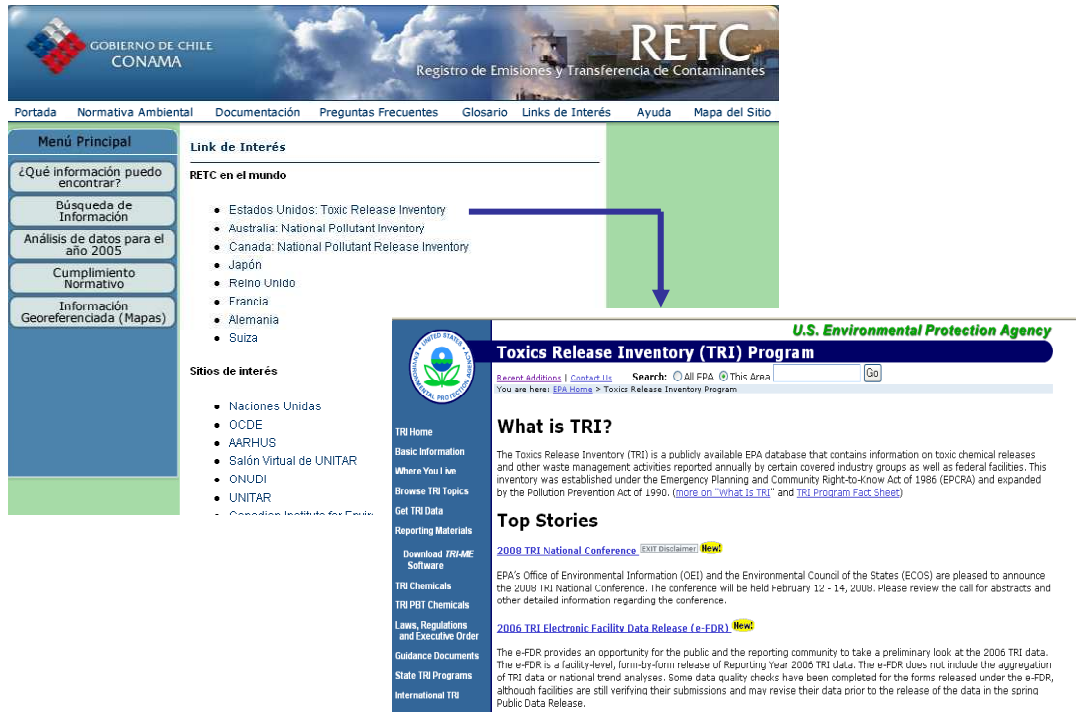 GOBIERNO DE CHILE
CONAMA
RETC
Registro de Emisiones y Transferencia de Contaminantes
Portada Normativa Ambiental Documentación Preguntas Frecuentes Glosario Links de Interés Ayuda Mapa del Sitio
Menú Principal
¿Qué información puedo
encontrar?
Búsqueda de
Información
Análisis de datos para el
año 2005
Cumplimiento
Normativo
Información
Georeferenciada (Mapas)
Link de Interés
RETC en el mundo
• Estados Unidos: Toxic Release Inventory
• Australia: National Pollutant Inventory
• Canada: National Pollutant Release Inventory
• Japón
• Reino Unido
• Francia
• Alemania
• Suiza
Sitios de interés
• Naciones Unidas
• OCDE
• AARHUS
• Salón Virtual de UNITAR
• ONUDI
• UNITAR
• Canadian Institute for
UNITED STATES ENVIRONMENTAL PROTECTION AGENCY
U.S. Environmental Protection Agency
Toxics Release Inventory (TRI) Program
Recent Additions | Contact Us Search: All EPA This Area Go
You are here: EPA Home > Toxics Release Inventory Program
TRI Home
Basic Information
Where You Live
Browse TRI Topics
Get TRI Data
Reporting Materials
Download TRI-ME
Software
TRI Chemicals
TRI PBT Chemicals
Laws, Regulations
and Executive Order
Guidance Documents
State TRI Programs
International TRI
What is TRI?
The Toxics Release Inventory (TRI) is a publicly available EPA database that contains information on toxic chemical releases
and other waste management activities reported annually by certain covered industry groups as well as federal facilities. This
inventory was established under the Emergency Planning and Community Right-to-Know Act of 1986 (EPCRA) and expanded
by the Pollution Prevention Act of 1990. (more on "What Is TRI" and TRI Program Fact Sheet)
Top Stories
2008 TRI National Conference EXIT Disclaimer New!
EPA's Office of Environmental Information (OEI) and the Environmental Council of the States (ECOS) are pleased to announce
the 2008 TRI National Conference. The conference will be held February 12 - 14, 2008. Please review the call for abstracts and
other detailed information regarding the conference.
2006 TRI Electronic Facility Data Release (e-FDR) New!
The e-FDR provides an opportunity for the public and the reporting community to take a preliminary look at the 2006 TRI data.
The e-FDR is a facility-level, form-by-form release of Reporting Year 2006 TRI data. The e-FDR does not include the aggregation
of TRI data or national trend analyses. Some data quality checks have been completed for the forms released under the e-FDR,
although facilities are still verifying their submissions and may revise their data prior to the release of the data in the spring
Public Data Release.